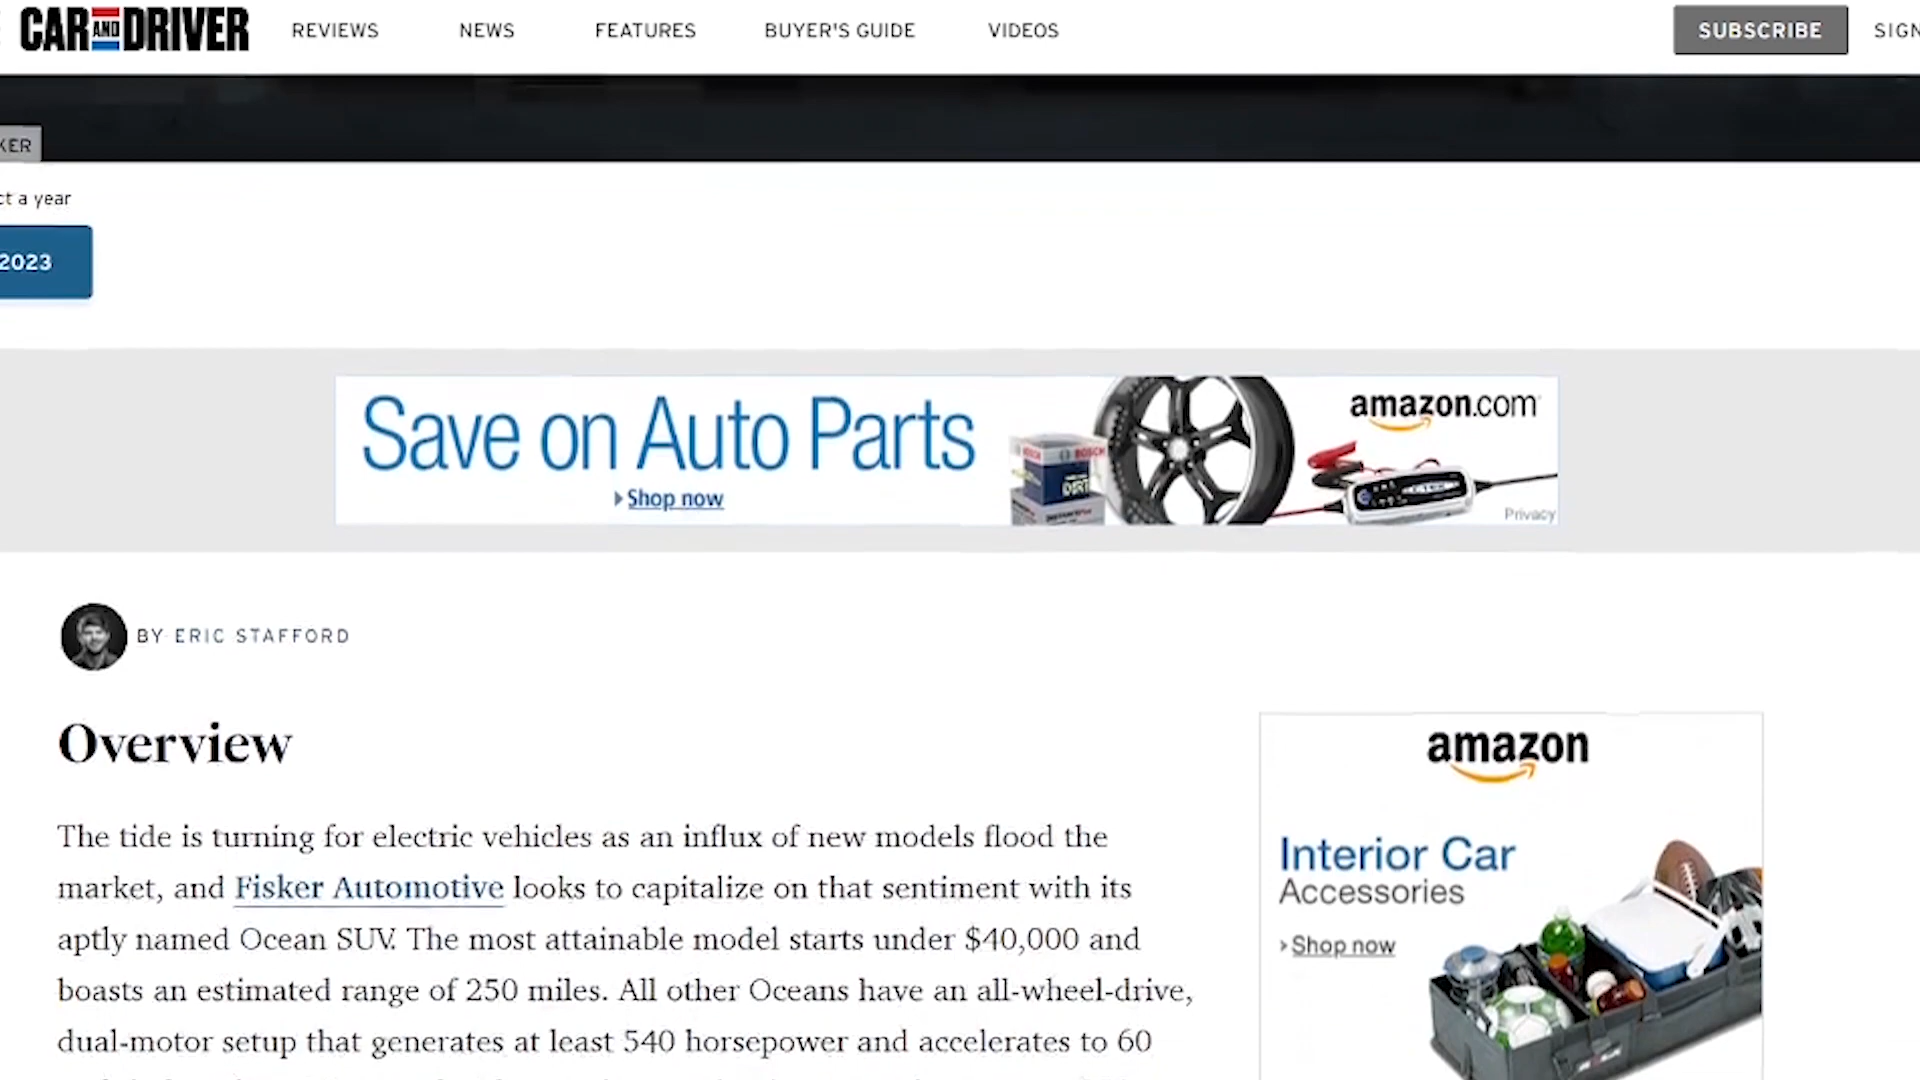 CAR AND DRIVER REVIEWS NEWS FEATURES BUYER'S GUIDE VIDEOS SUBSCRIBE SIGN
KER
ct a year
2023
Save on Auto Parts
Shop now
BOSCH
amazon.com
Privacy
BY ERIC STAFFORD
Overview
The tide is turning for electric vehicles as an influx of new models flood the
market, and Fisker Automotive looks to capitalize on that sentiment with its
aptly named Ocean SUV. The most attainable model starts under $40,000 and
boasts an estimated range of 250 miles. All other Oceans have an all-wheel-drive,
dual-motor setup that generates at least 540 horsepower and accelerates to 60
amazon
Interior Car
Accessories
Shop now